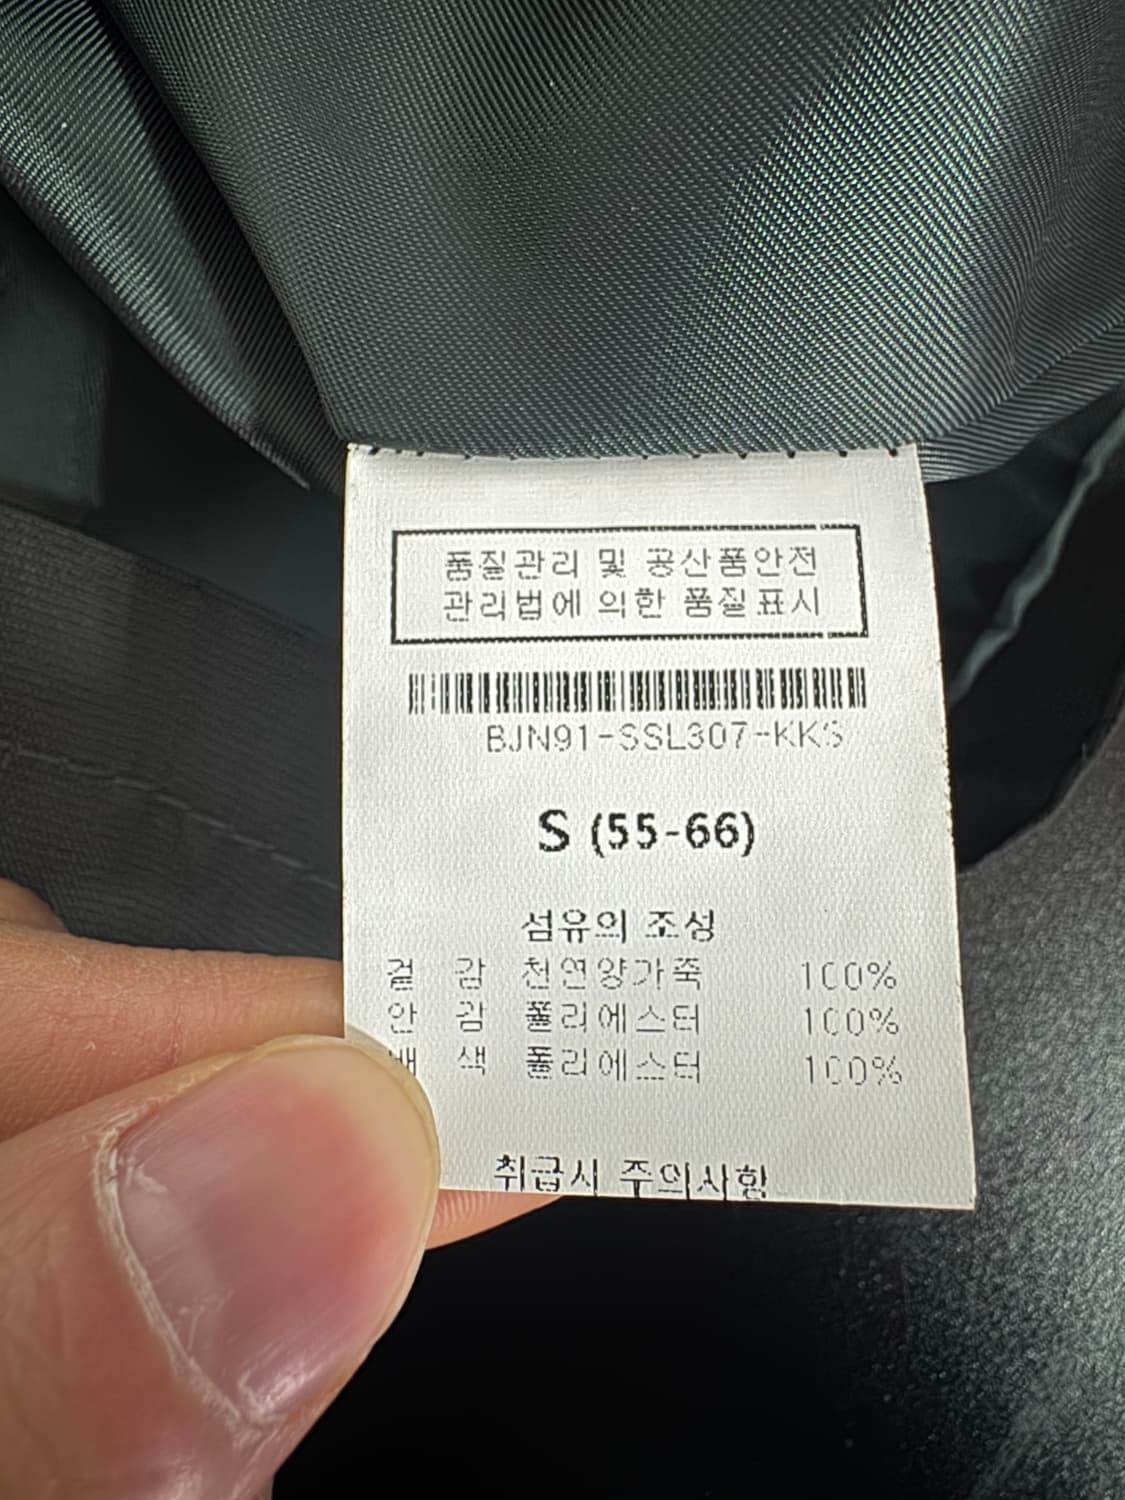 품질관리 및 공산품안전
관리법에 의한 품질표시
BJN91-SSL307-KKS
S (55-66)
섬유의 조성
겉 감 천연양가죽 100%
안 감 폴리에스터 100%
배 색 폴리에스터 100%
취급시 주의사항